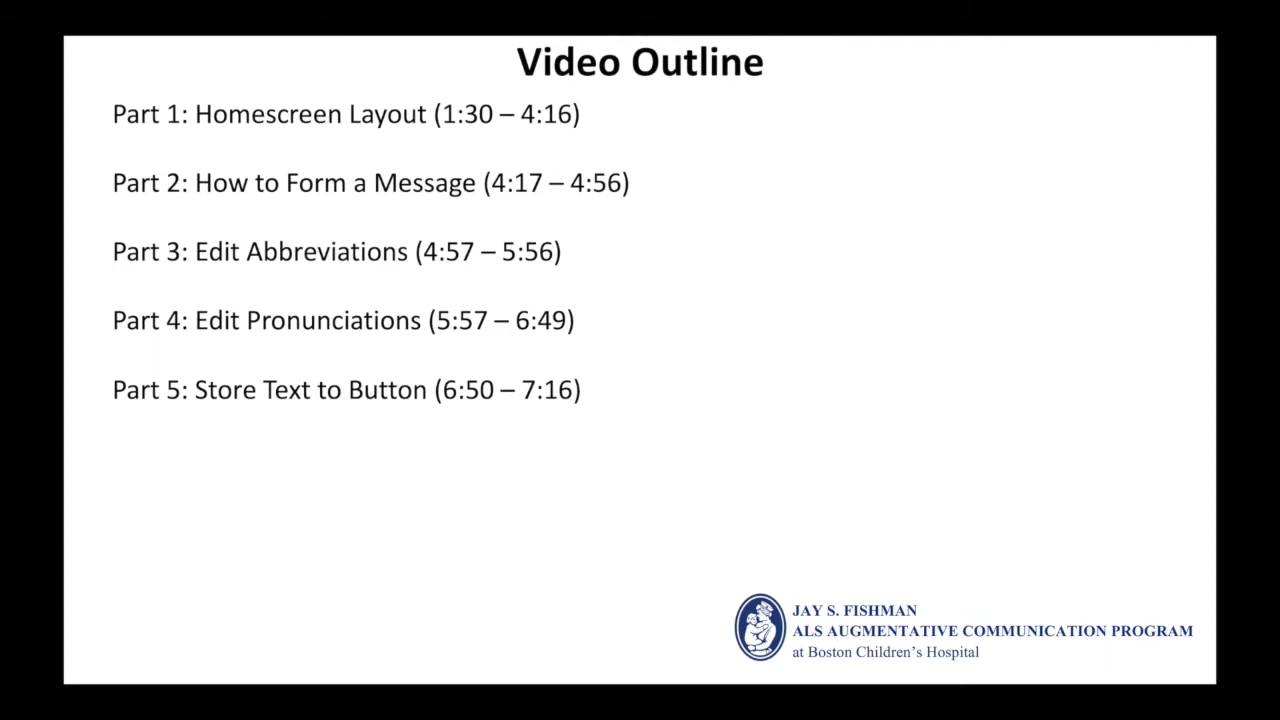 Video Outline
Part 1: Homescreen Layout (1:30 – 4:16)
Part 2: How to Form a Message (4:17 – 4:56)
Part 3: Edit Abbreviations (4:57 – 5:56)
Part 4: Edit Pronunciations (5:57 – 6:49)
Part 5: Store Text to Button (6:50 – 7:16)
JAY S. FISHMAN
ALS AUGMENTATIVE COMMUNICATION PROGRAM
at Boston Children’s Hospital